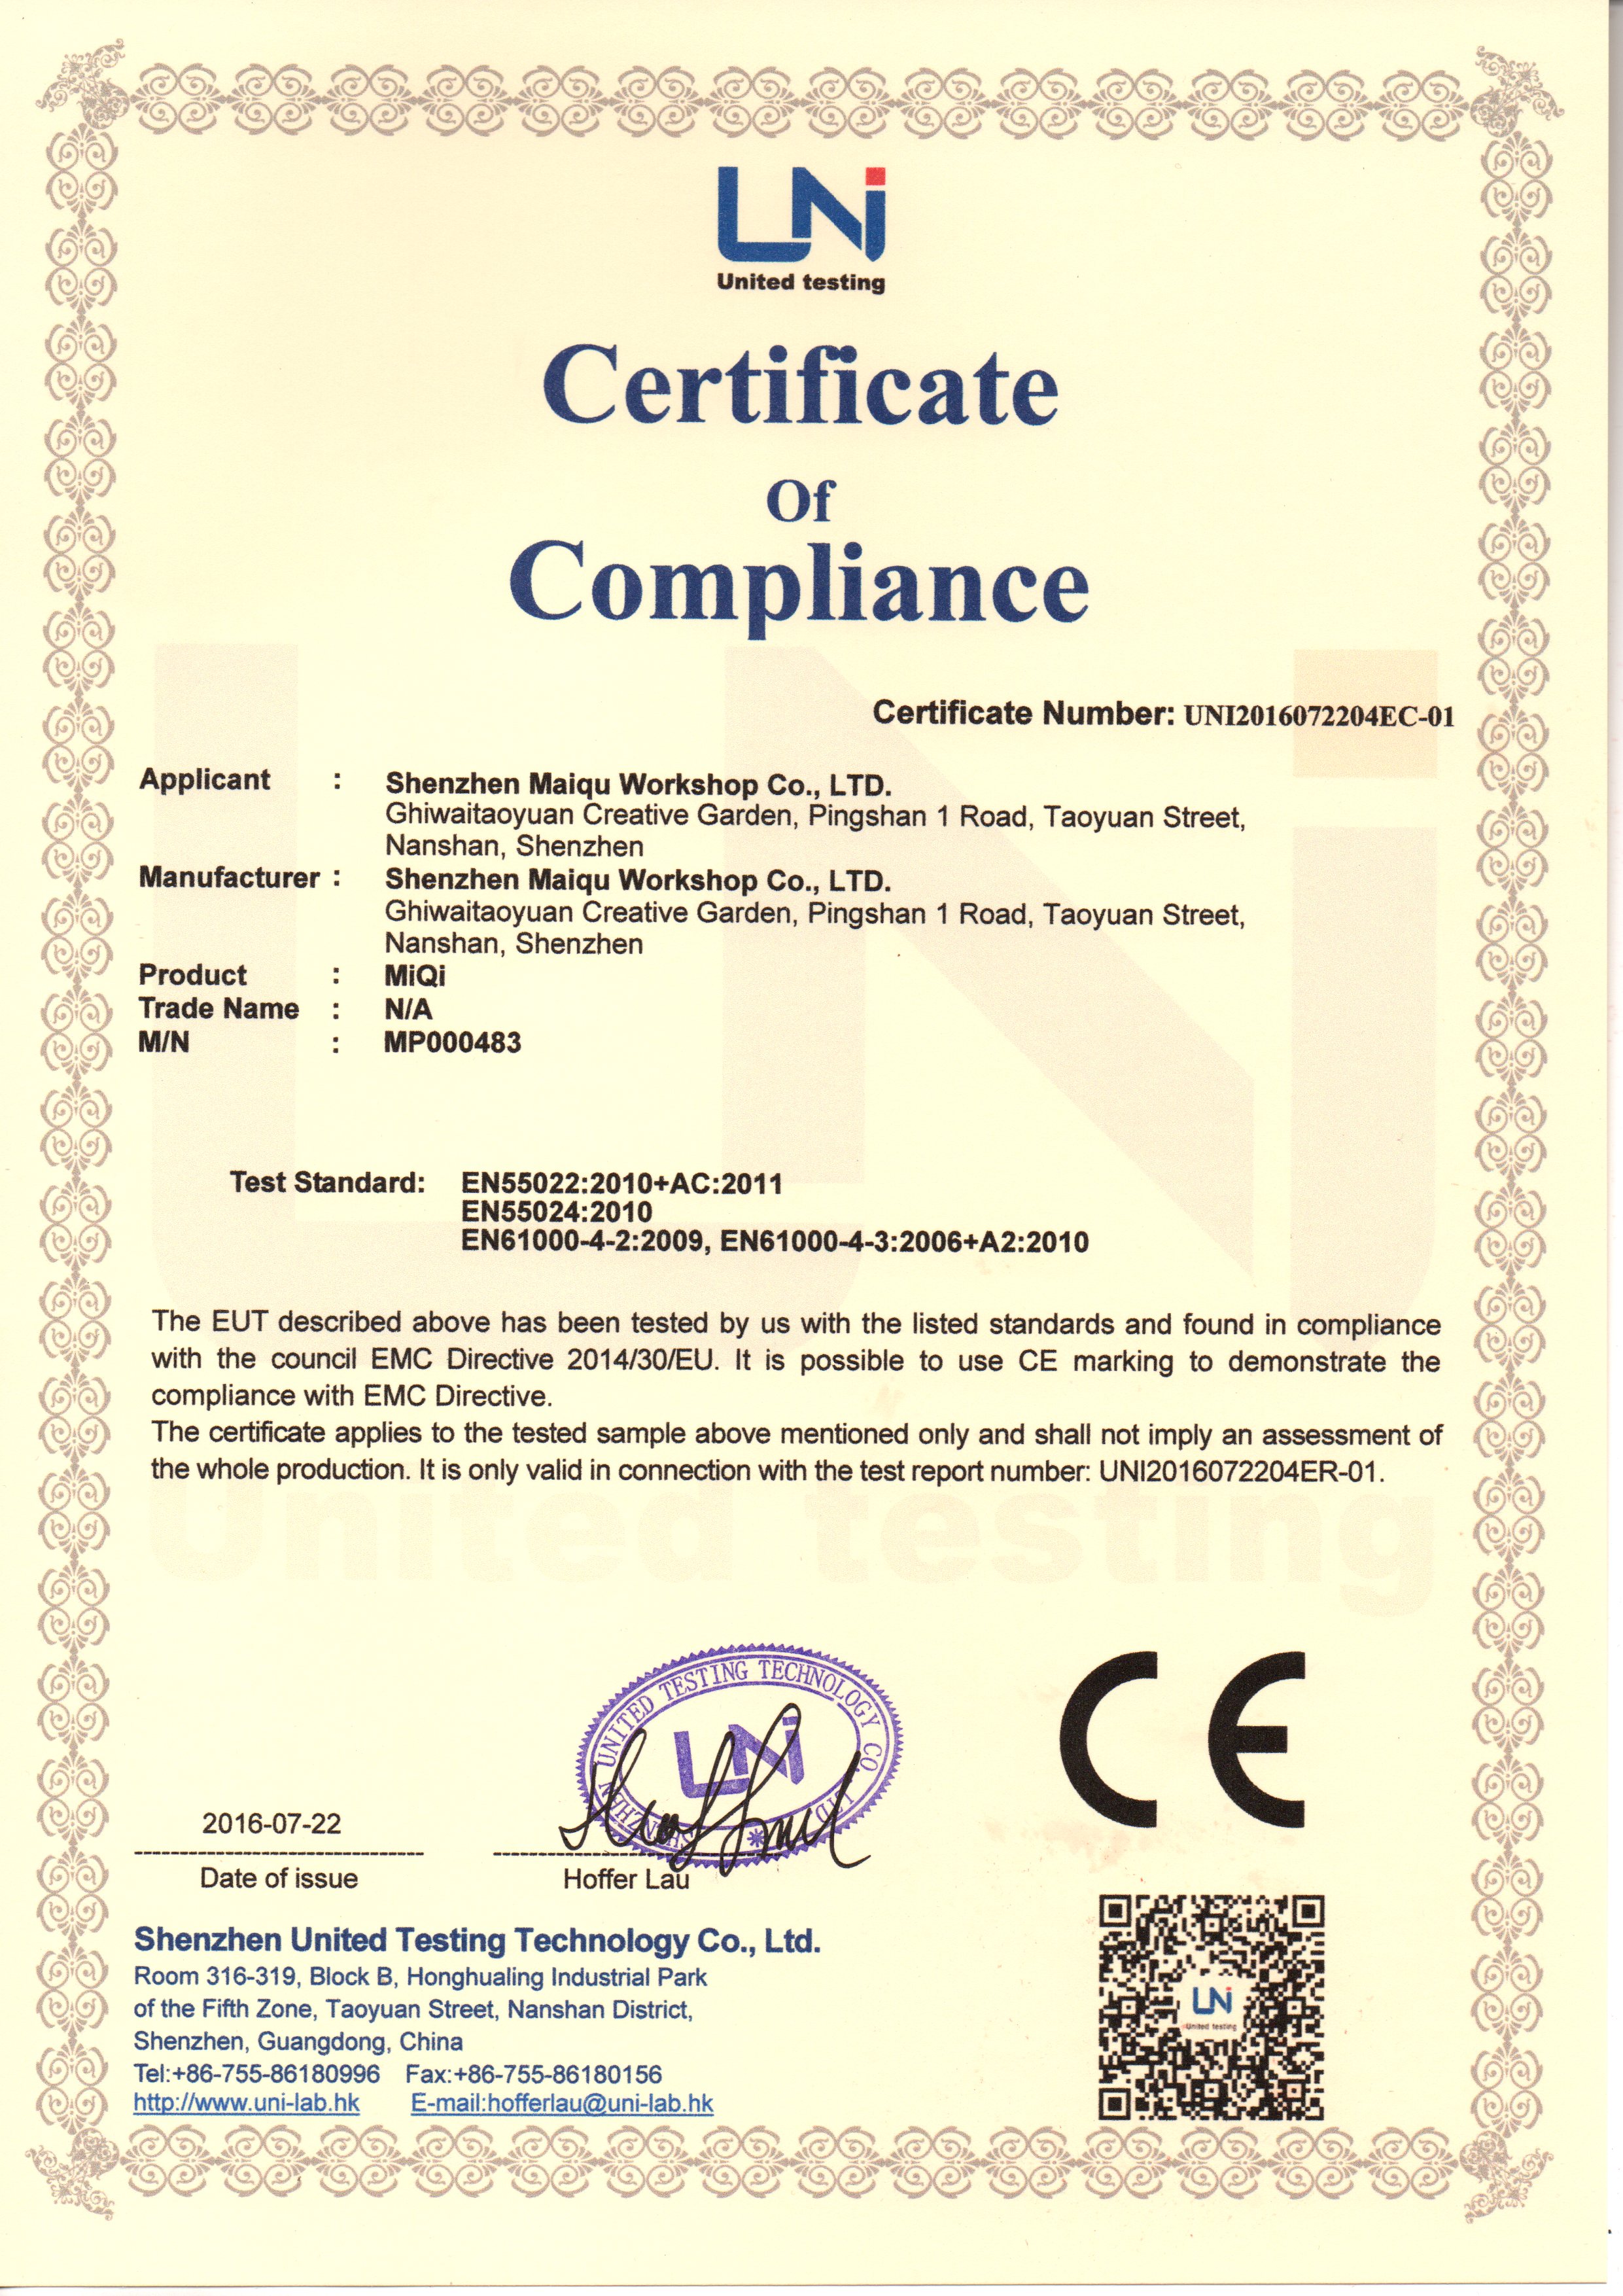 UNi
United testing
Certificate
Of
Compliance
Certificate Number: UNI2016072204EC-01
Applicant : Shenzhen Maiqu Workshop Co., LTD.
Ghiwaitaoyuan Creative Garden, Pingshan 1 Road, Taoyuan Street,
Nanshan, Shenzhen
Manufacturer : Shenzhen Maiqu Workshop Co., LTD.
Ghiwaitaoyuan Creative Garden, Pingshan 1 Road, Taoyuan Street,
Nanshan, Shenzhen
Product : MiQi
Trade Name : N/A
M/N : MP000483
Test Standard: EN55022:2010+AC:2011
EN55024:2010
EN61000-4-2:2009, EN61000-4-3:2006+A2:2010
The EUT described above has been tested by us with the listed standards and found in compliance
with the council EMC Directive 2014/30/EU. It is possible to use CE marking to demonstrate the
compliance with EMC Directive.
The certificate applies to the tested sample above mentioned only and shall not imply an assessment of
the whole production. It is only valid in connection with the test report number: UNI2016072204ER-01.
United testing
SHENZHEN UNITED TESTING TECHNOLOGY CO. LTD
UNi
CE
2016-07-22
Date of issue
Hoffer Lau
Shenzhen United Testing Technology Co., Ltd.
Room 316-319, Block B, Honghualing Industrial Park
of the Fifth Zone, Taoyuan Street, Nanshan District,
Shenzhen, Guangdong, China
Tel:+86-755-86180996 Fax:+86-755-86180156
http://www.uni-lab.hk E-mail:hofferlau@uni-lab.hk
UNi
United testing